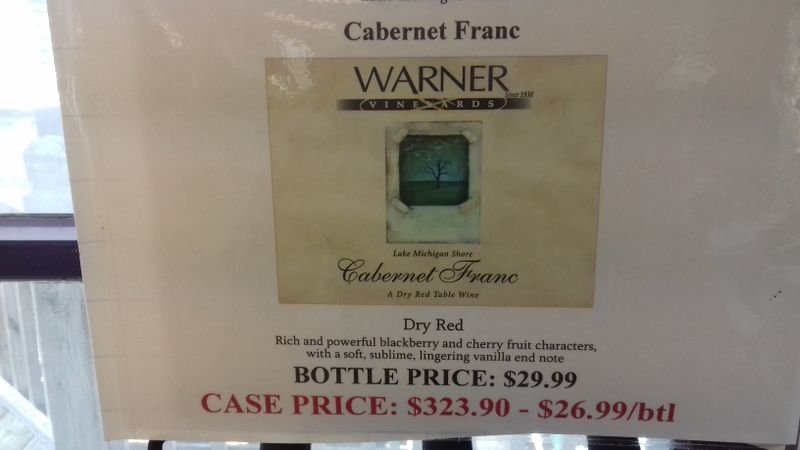 Cabernet Franc
WARNER
Since 1938
VINEYARDS
Lake Michigan Shore
Cabernet Franc
A Dry Red Table Wine
Dry Red
Rich and powerful blackberry and cherry fruit characters,
with a soft, sublime, lingering vanilla end note
BOTTLE PRICE: $29.99
CASE PRICE: $323.90 - $26.99/btl